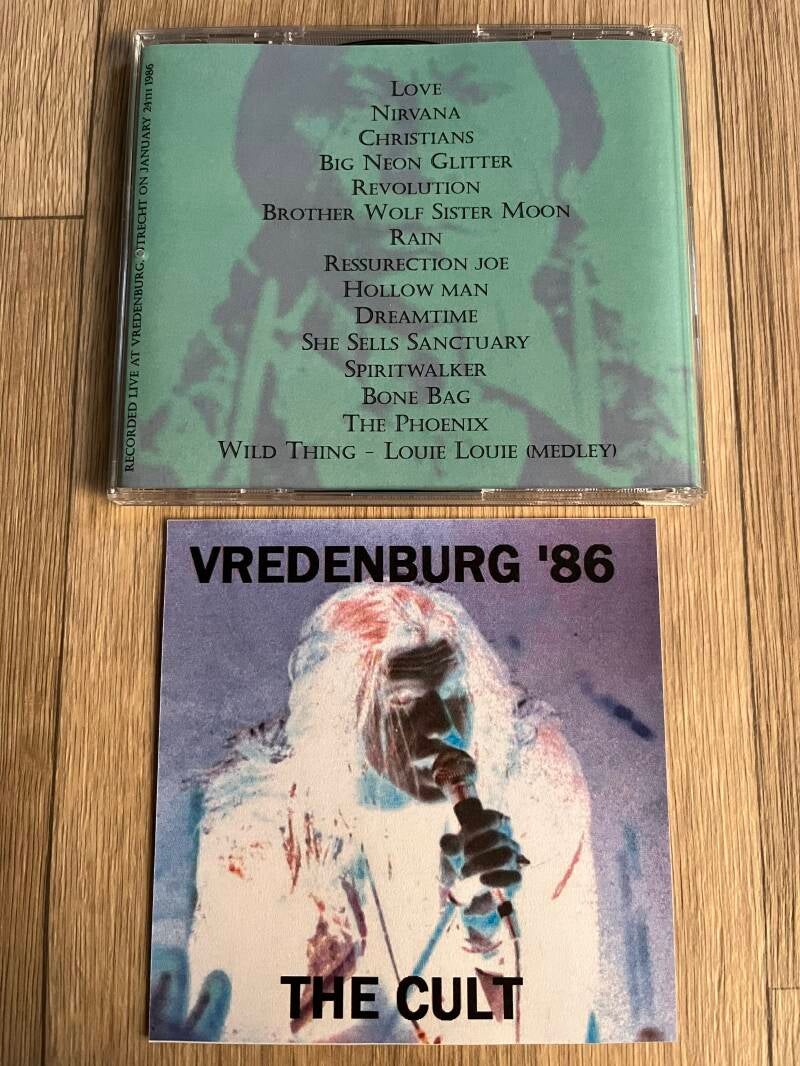 Love
Nirvana
Christians
Big Neon Glitter
Revolution
Brother Wolf Sister Moon
Rain
Ressurection Joe
Hollow man
Dreamtime
She Sells Sanctuary
Spiritwalker
Bone Bag
The Phoenix
Wild Thing - Louie Louie (medley)
RECORDED LIVE AT VREDENBURG, UTRECHT ON JANUARY 24TH 1986
VREDENBURG '86
THE CULT